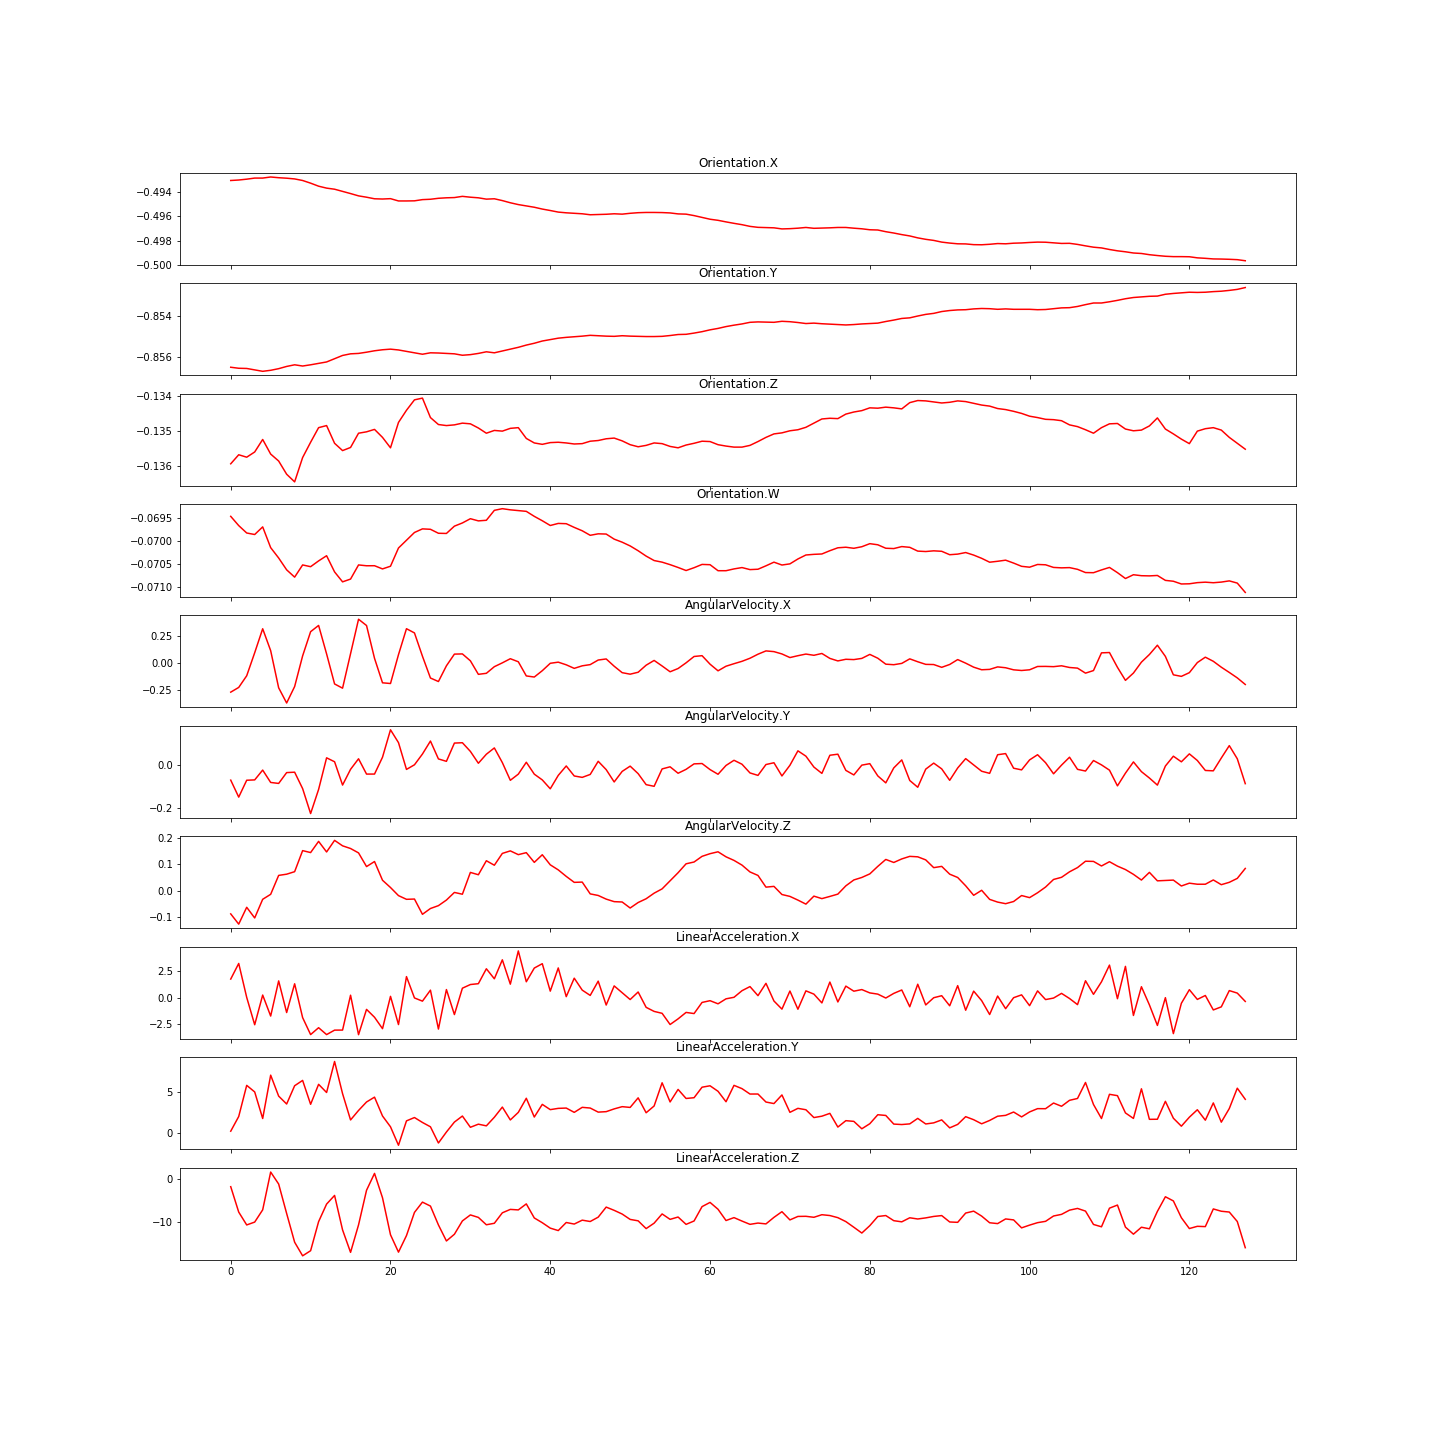 Orientation.X
−0.494
−0.496
−0.498
−0.500
Orientation.Y
−0.854
−0.856
Orientation.Z
−0.134
−0.135
−0.136
Orientation.W
−0.0695
−0.0700
−0.0705
−0.0710
AngularVelocity.X
0.25
0.00
−0.25
AngularVelocity.Y
0.0
−0.2
AngularVelocity.Z
0.2
0.1
0.0
−0.1
LinearAcceleration.X
2.5
0.0
−2.5
LinearAcceleration.Y
5
0
LinearAcceleration.Z
0
−10
0 20 40 60 80 100 120